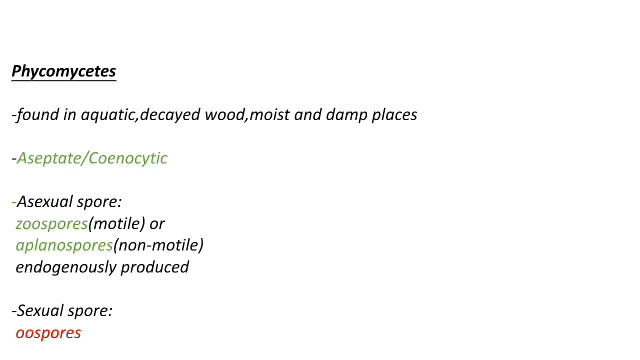 Phycomycetes
-found in aquatic,decayed wood,moist and damp places
-Aseptate/Coenocytic
-Asexual spore:
zoospores(motile) or
aplanospores(non-motile)
endogenously produced
-Sexual spore:
oospores